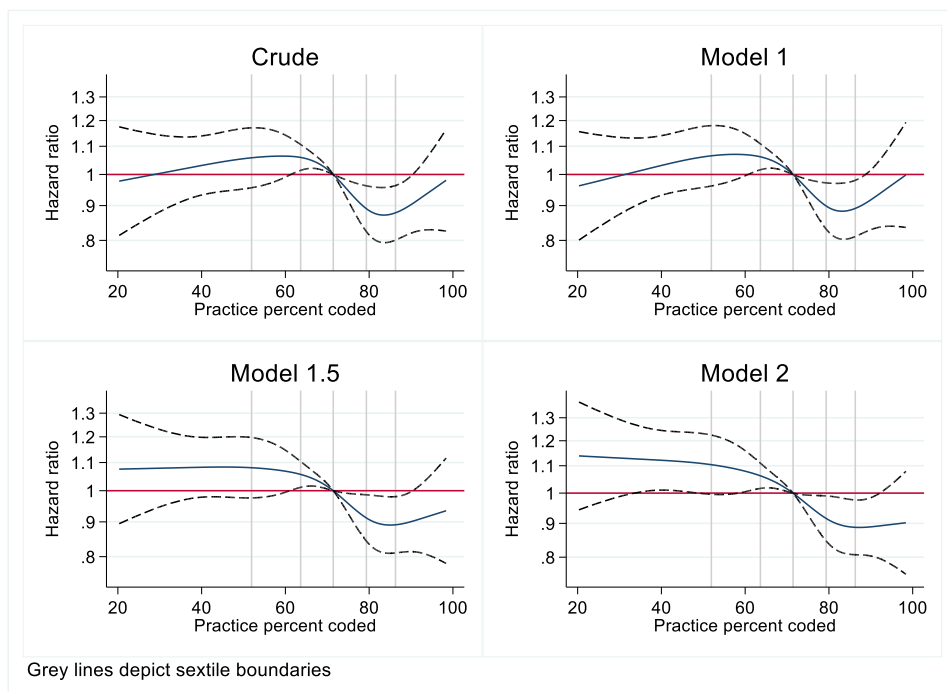 Crude
Hazard ratio
1.3
1.2
1.1
1
.9
.8
20 40 60 80 100
Practice percent coded
Model 1
Hazard ratio
1.3
1.2
1.1
1
.9
.8
20 40 60 80 100
Practice percent coded
Model 1.5
Hazard ratio
1.3
1.2
1.1
1
.9
.8
20 40 60 80 100
Practice percent coded
Model 2
Hazard ratio
1.3
1.2
1.1
1
.9
.8
20 40 60 80 100
Practice percent coded
Grey lines depict sextile boundaries